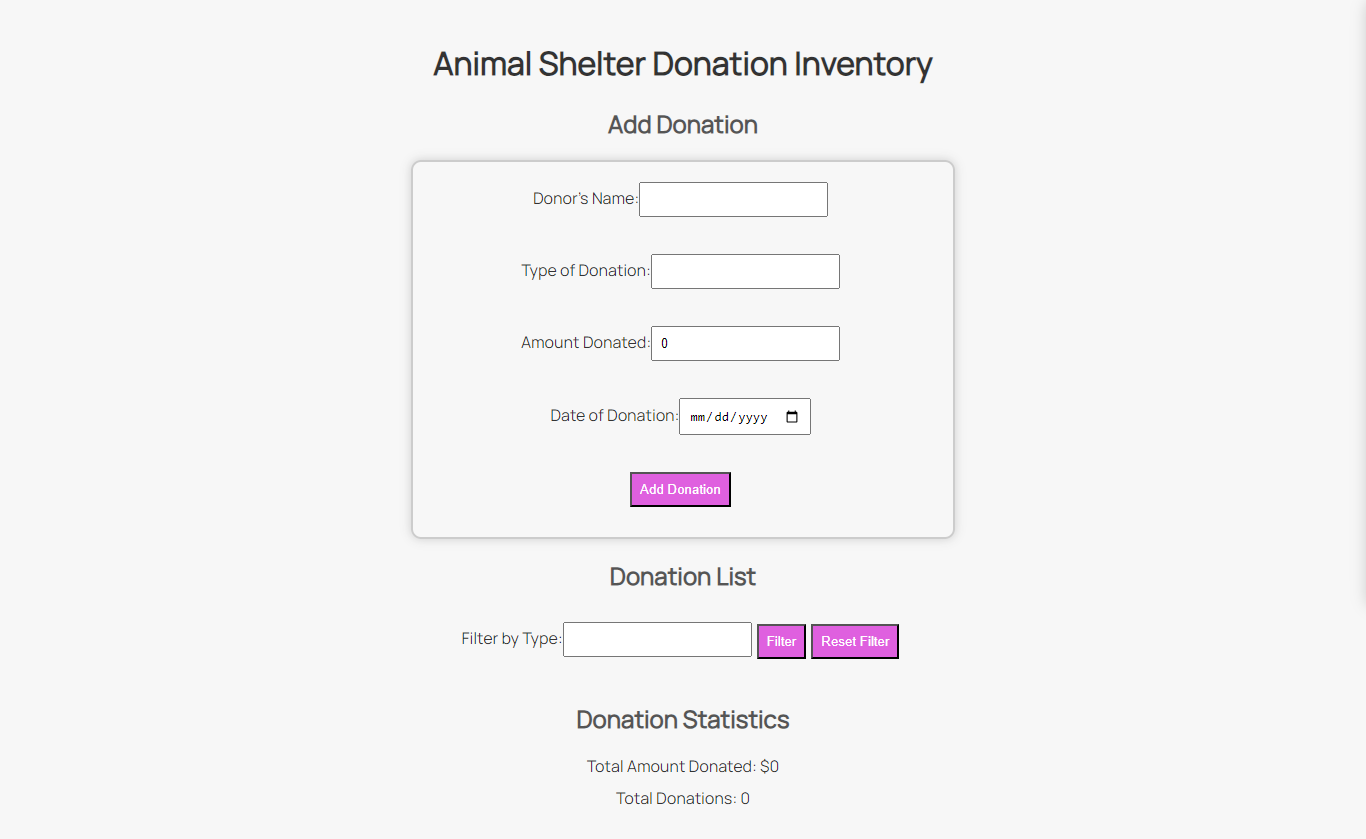 Animal Shelter Donation Inventory
Add Donation
Donor's Name:
Type of Donation:
Amount Donated: 0
Date of Donation: mm/dd/yyyy
Add Donation
Donation List
Filter by Type: Filter Reset Filter
Donation Statistics
Total Amount Donated: $0
Total Donations: 0